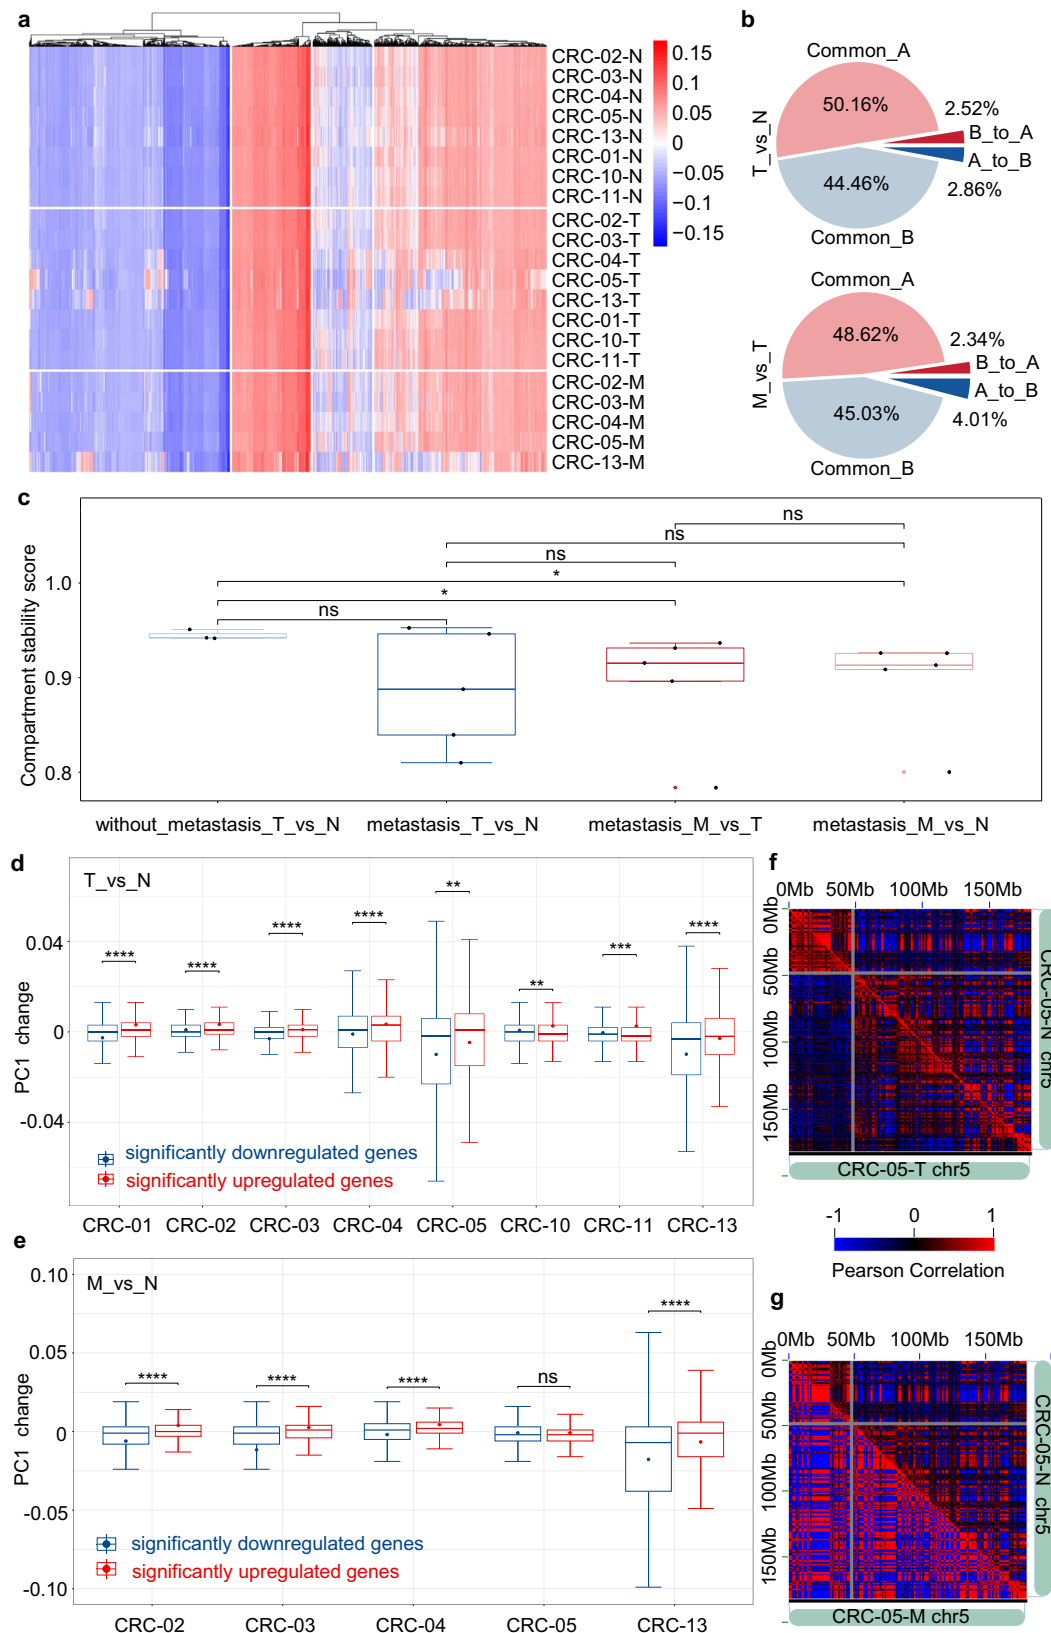 a
CRC-02-N
CRC-03-N
CRC-04-N
CRC-05-N
CRC-13-N
CRC-01-N
CRC-10-N
CRC-11-N
CRC-02-T
CRC-03-T
CRC-04-T
CRC-05-T
CRC-13-T
CRC-01-T
CRC-10-T
CRC-11-T
CRC-02-M
CRC-03-M
CRC-04-M
CRC-05-M
CRC-13-M
0.15
0.1
0.05
0
−0.05
−0.1
−0.15
b
T_vs_N
Common_A
50.16%
2.52%
B_to_A
A_to_B
2.86%
44.46%
Common_B
M_vs_T
Common_A
48.62%
2.34%
B_to_A
A_to_B
4.01%
45.03%
Common_B
c
Compartment stability score
1.0
0.9
0.8
ns
ns
ns
*
*
ns
without_metastasis_T_vs_N
metastasis_T_vs_N
metastasis_M_vs_T
metastasis_M_vs_N
d
T_vs_N
PC1 change
0.04
0
-0.04
****
****
****
****
**
**
***
****
significantly downregulated genes
significantly upregulated genes
CRC-01
CRC-02
CRC-03
CRC-04
CRC-05
CRC-10
CRC-11
CRC-13
e
M_vs_N
PC1 change
0.10
0.05
0
-0.05
-0.10
****
****
****
ns
****
significantly downregulated genes
significantly upregulated genes
CRC-02
CRC-03
CRC-04
CRC-05
CRC-13
f
0Mb 50Mb 100Mb 150Mb
0Mb
50Mb
100Mb
150Mb
CRC-05-N chr5
CRC-05-T chr5
-1 0 1
Pearson Correlation
g
0Mb 50Mb 100Mb 150Mb
0Mb
50Mb
100Mb
150Mb
CRC-05-N chr5
CRC-05-M chr5